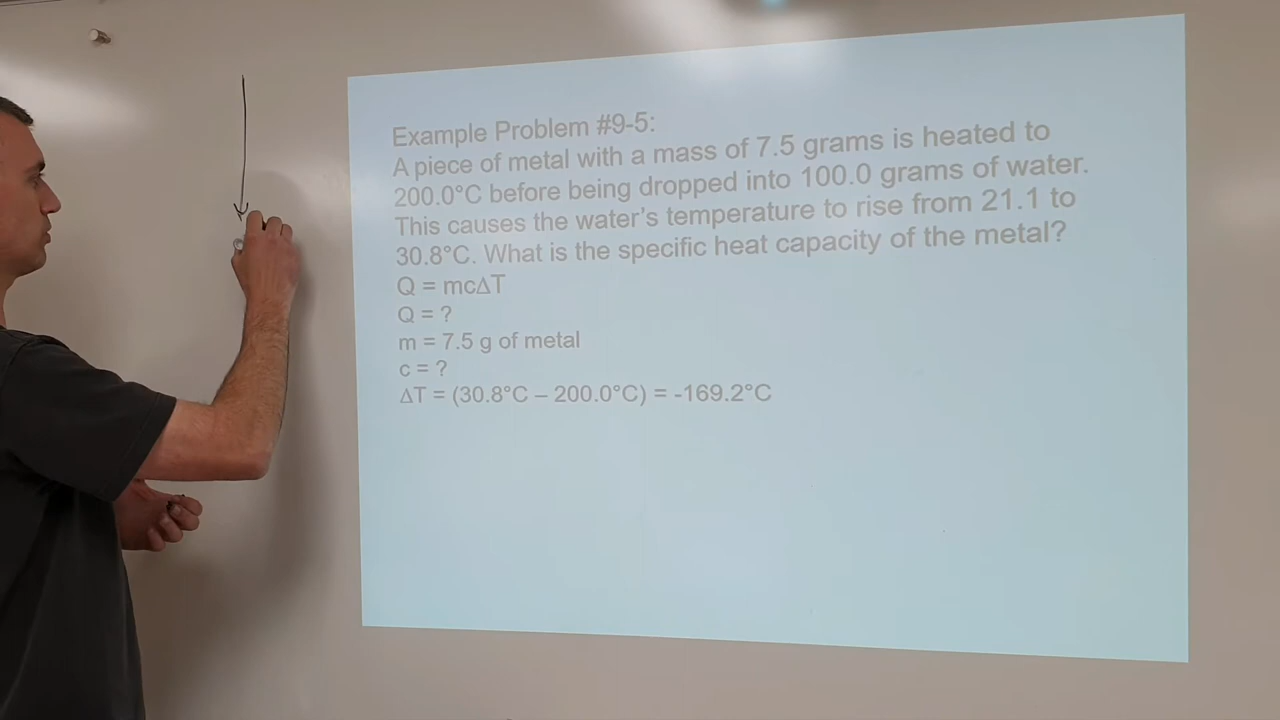 Example Problem #9-5:
A piece of metal with a mass of 7.5 grams is heated to
200.0°C before being dropped into 100.0 grams of water.
This causes the water's temperature to rise from 21.1 to
30.8°C. What is the specific heat capacity of the metal?
Q = mcΔT
Q = ?
m = 7.5 g of metal
c = ?
ΔT = (30.8°C – 200.0°C) = -169.2°C